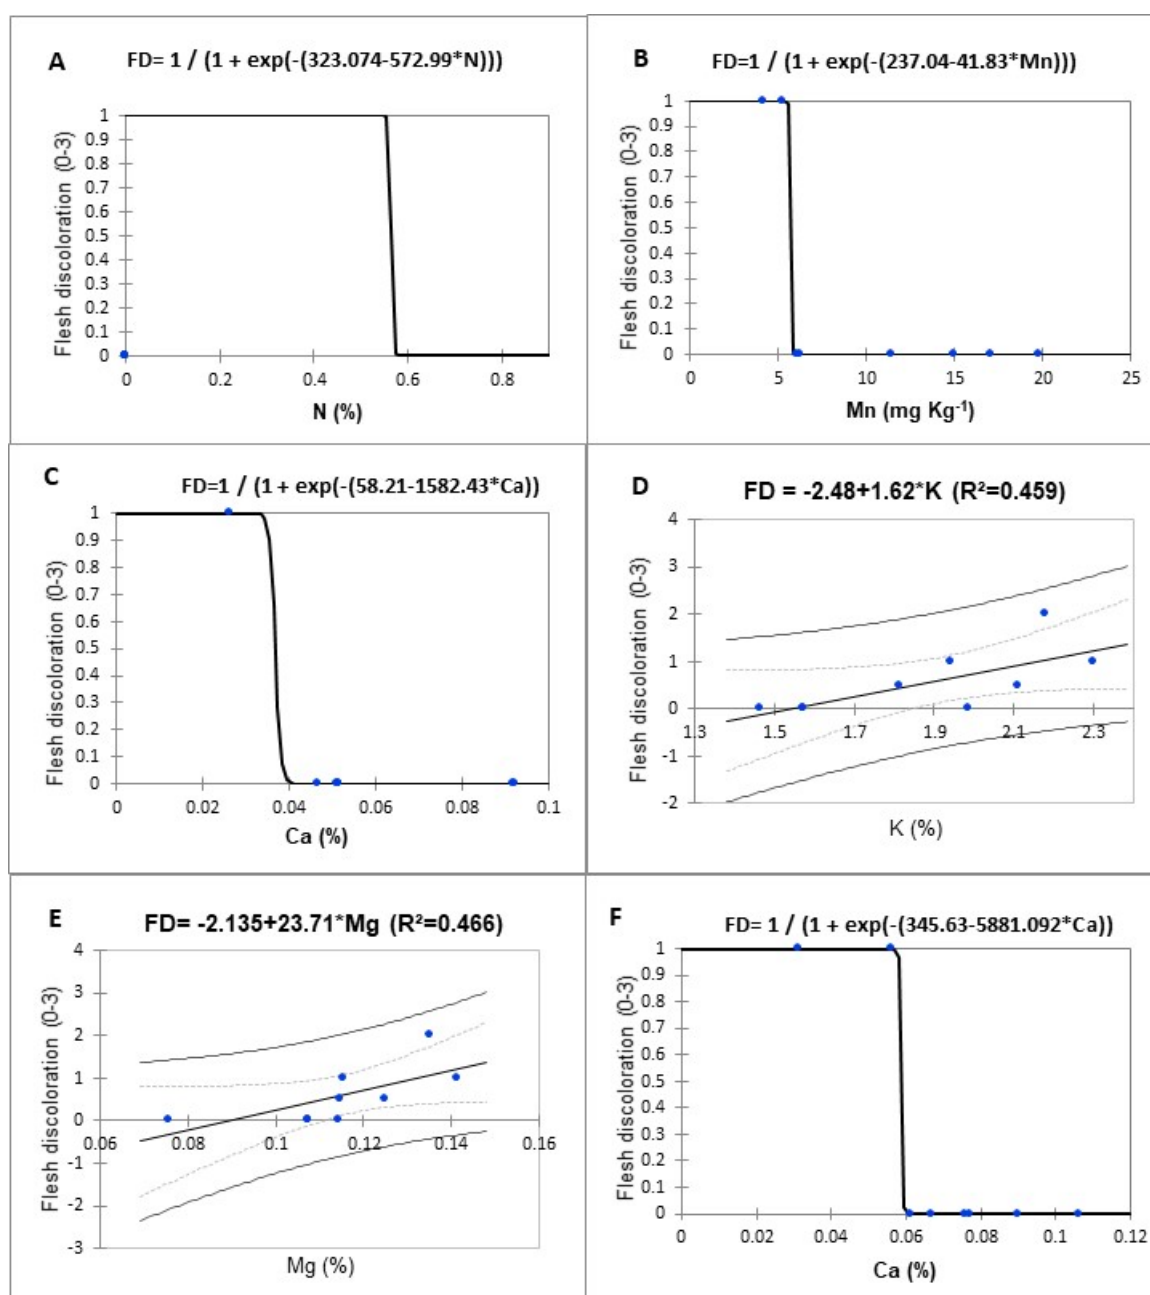 A
FD= 1 / (1 + exp(-(323.074-572.99*N)))
1
0.9
0.8
0.7
0.6
0.5
0.4
0.3
0.2
0.1
0
Flesh discoloration (0-3)
0 0.2 0.4 0.6 0.8
N (%)
B
FD=1 / (1 + exp(-(237.04-41.83*Mn)))
1
0.9
0.8
0.7
0.6
0.5
0.4
0.3
0.2
0.1
0
Flesh discoloration (0-3)
0 5 10 15 20 25
Mn (mg Kg-1)
C
FD=1 / (1 + exp(-(58.21-1582.43*Ca))
1
0.9
0.8
0.7
0.6
0.5
0.4
0.3
0.2
0.1
0
Flesh discoloration (0-3)
0 0.02 0.04 0.06 0.08 0.1
Ca (%)
D
FD = -2.48+1.62*K (R²=0.459)
4
3
2
1
0
-1
-2
Flesh discoloration (0-3)
1.3 1.5 1.7 1.9 2.1 2.3
K (%)
E
FD= -2.135+23.71*Mg (R²=0.466)
4
3
2
1
0
-1
-2
-3
Flesh discoloration (0-3)
0.06 0.08 0.1 0.12 0.14 0.16
Mg (%)
F
FD= 1 / (1 + exp(-(345.63-5881.092*Ca))
1
0.9
0.8
0.7
0.6
0.5
0.4
0.3
0.2
0.1
0
Flesh discoloration (0-3)
0 0.02 0.04 0.06 0.08 0.1 0.12
Ca (%)